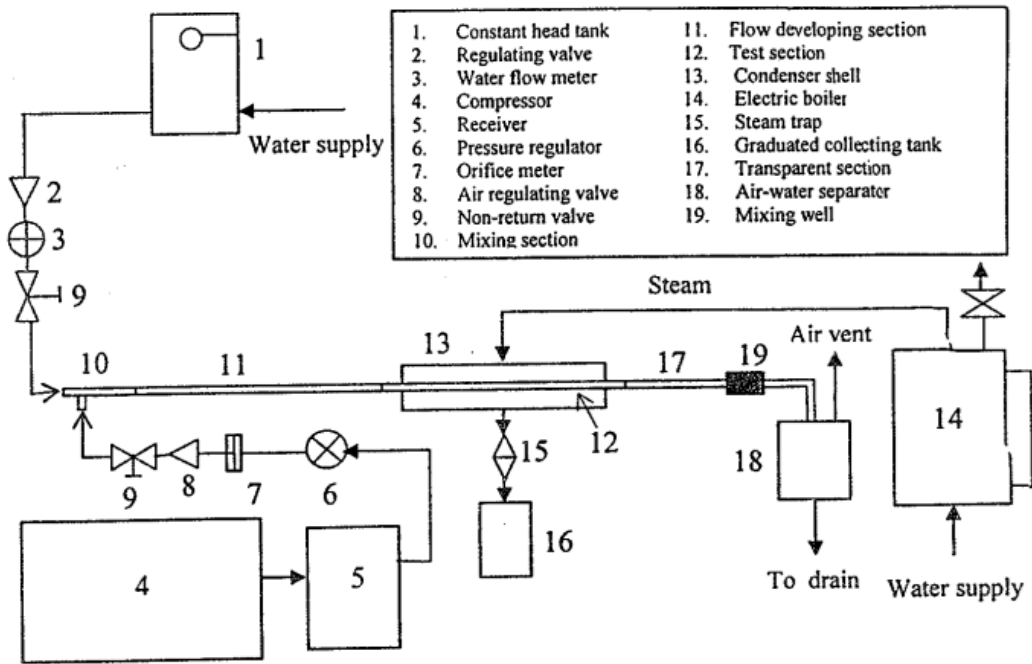 1. Constant head tank
2. Regulating valve
3. Water flow meter
4. Compressor
5. Receiver
6. Pressure regulator
7. Orifice meter
8. Air regulating valve
9. Non-return valve
10. Mixing section
11. Flow developing section
12. Test section
13. Condenser shell
14. Electric boiler
15. Steam trap
16. Graduated collecting tank
17. Transparent section
18. Air-water separator
19. Mixing well
1
Water supply
2
3
9
Steam
Air vent
10
11
13
17
19
12
14
15
18
9
8
7
6
16
4
5
To drain
Water supply